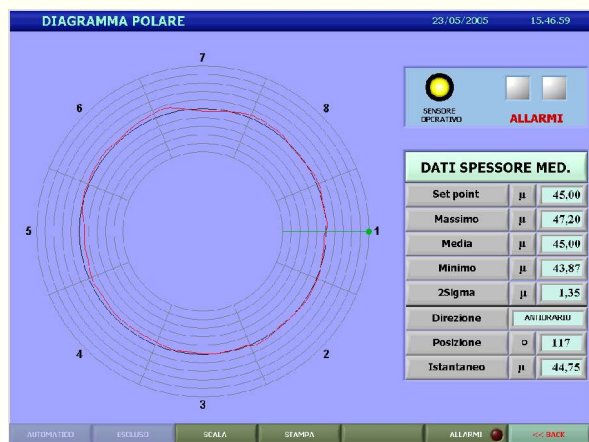 DIAGRAMMA POLARE 23/05/2005 15.46.59
7
6 8
5 1
4 2
3
SENSORE
OPERATIVO
ALLARMI
DATI SPESSORE MED.
Set point µ 45,00
Massimo µ 47,20
Media µ 45,00
Minimo µ 43,87
2Sigma µ 1,35
Direzione ANTIORARIO
Posizione ° 117
Istantaneo µ 44,75
AUTOMATICO ESCLUSO SCALA STAMPA ALLARMI << BACK